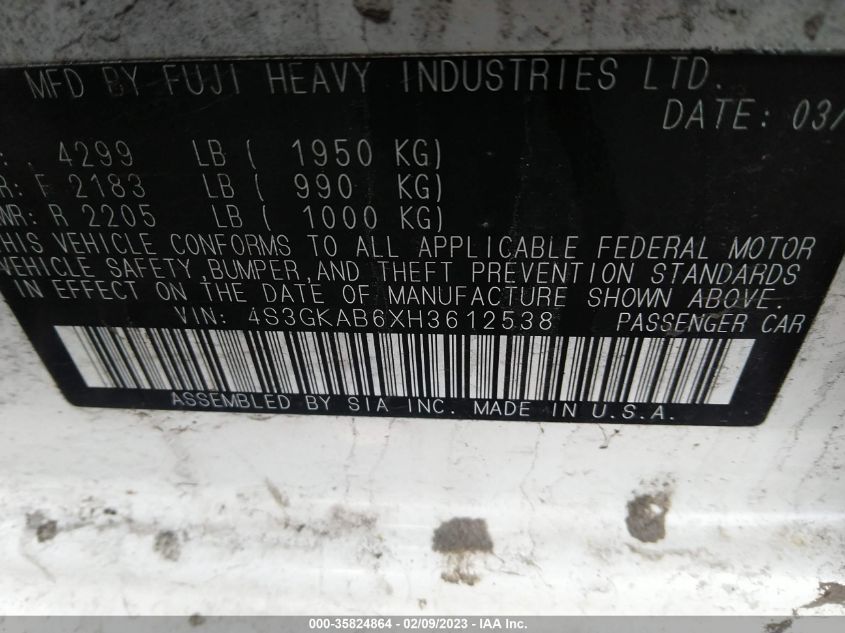 MFD BY FUJI HEAVY INDUSTRIES LTD.
DATE: 03/
: 4299 LB ( 1950 KG)
R: F 2183 LB ( 990 KG)
WR: R 2205 LB ( 1000 KG)
HIS VEHICLE CONFORMS TO ALL APPLICABLE FEDERAL MOTOR
VEHICLE SAFETY, BUMPER, AND THEFT PREVENTION STANDARDS
IN EFFECT ON THE DATE OF MANUFACTURE SHOWN ABOVE.
VIN: 4S3GKAB6XH3612538 PASSENGER CAR
ASSEMBLED BY SIA INC. MADE IN U.S.A.
000-35824864 - 02/09/2023 - IAA Inc.